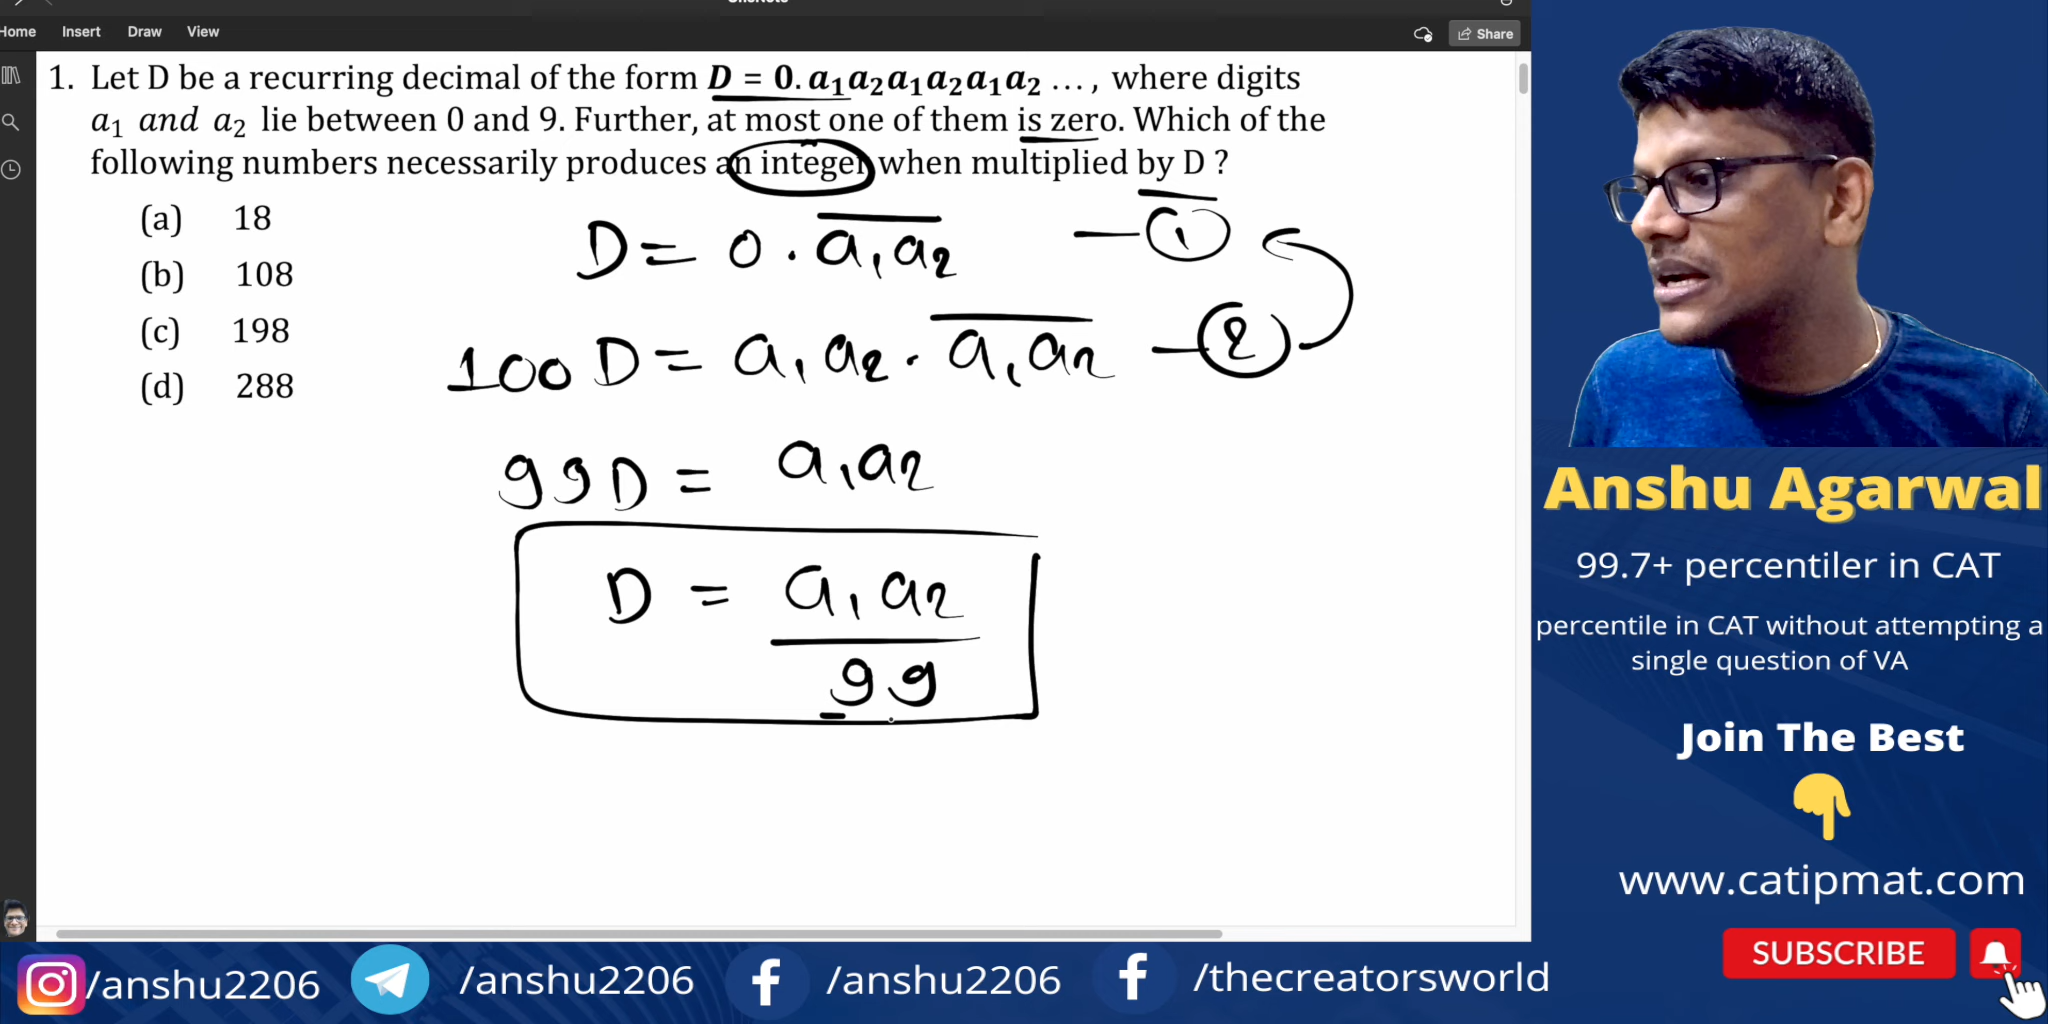 Home Insert Draw View Share
1. Let D be a recurring decimal of the form D = 0. a₁a₂a₁a₂a₁a₂ …, where digits
a₁ and a₂ lie between 0 and 9. Further, at most one of them is zero. Which of the
following numbers necessarily produces an integer when multiplied by D ?
(a) 18
(b) 108
(c) 198
(d) 288
D = 0 . a₁a₂ — 1
100 D = a₁a₂ . a₁a₂ — 2
99D = a₁a₂
D = a₁a₂
99
Anshu Agarwal
99.7+ percentiler in CAT
percentile in CAT without attempting a
single question of VA
Join The Best
www.catipmat.com
SUBSCRIBE
/anshu2206 /anshu2206 /anshu2206 /thecreatorsworld